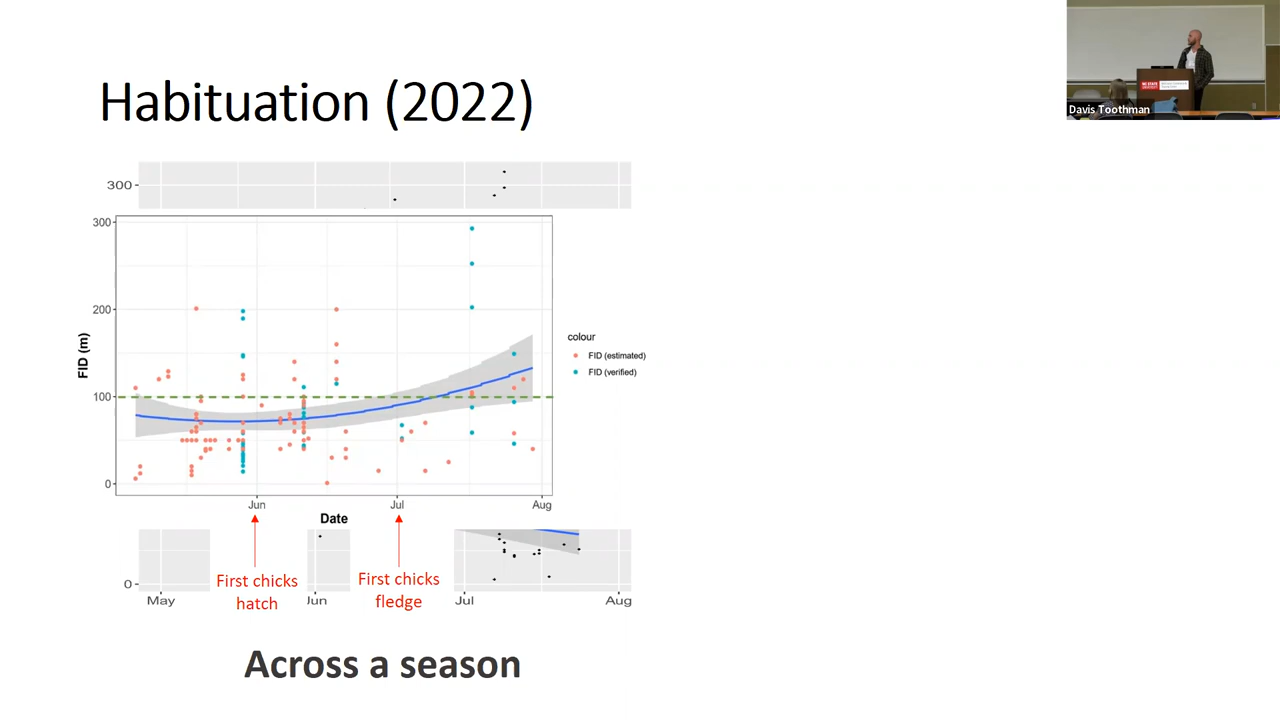 Habituation (2022)
Davis Toothman
300
300
200
100
0
FID (m)
colour
FID (estimated)
FID (verified)
Jun
Jul
Aug
Date
0
First chicks
hatch
First chicks
fledge
May
Jun
Jul
Aug
Across a season